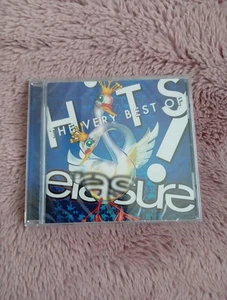 HiTS!
THE VERY BEST OF
erasure